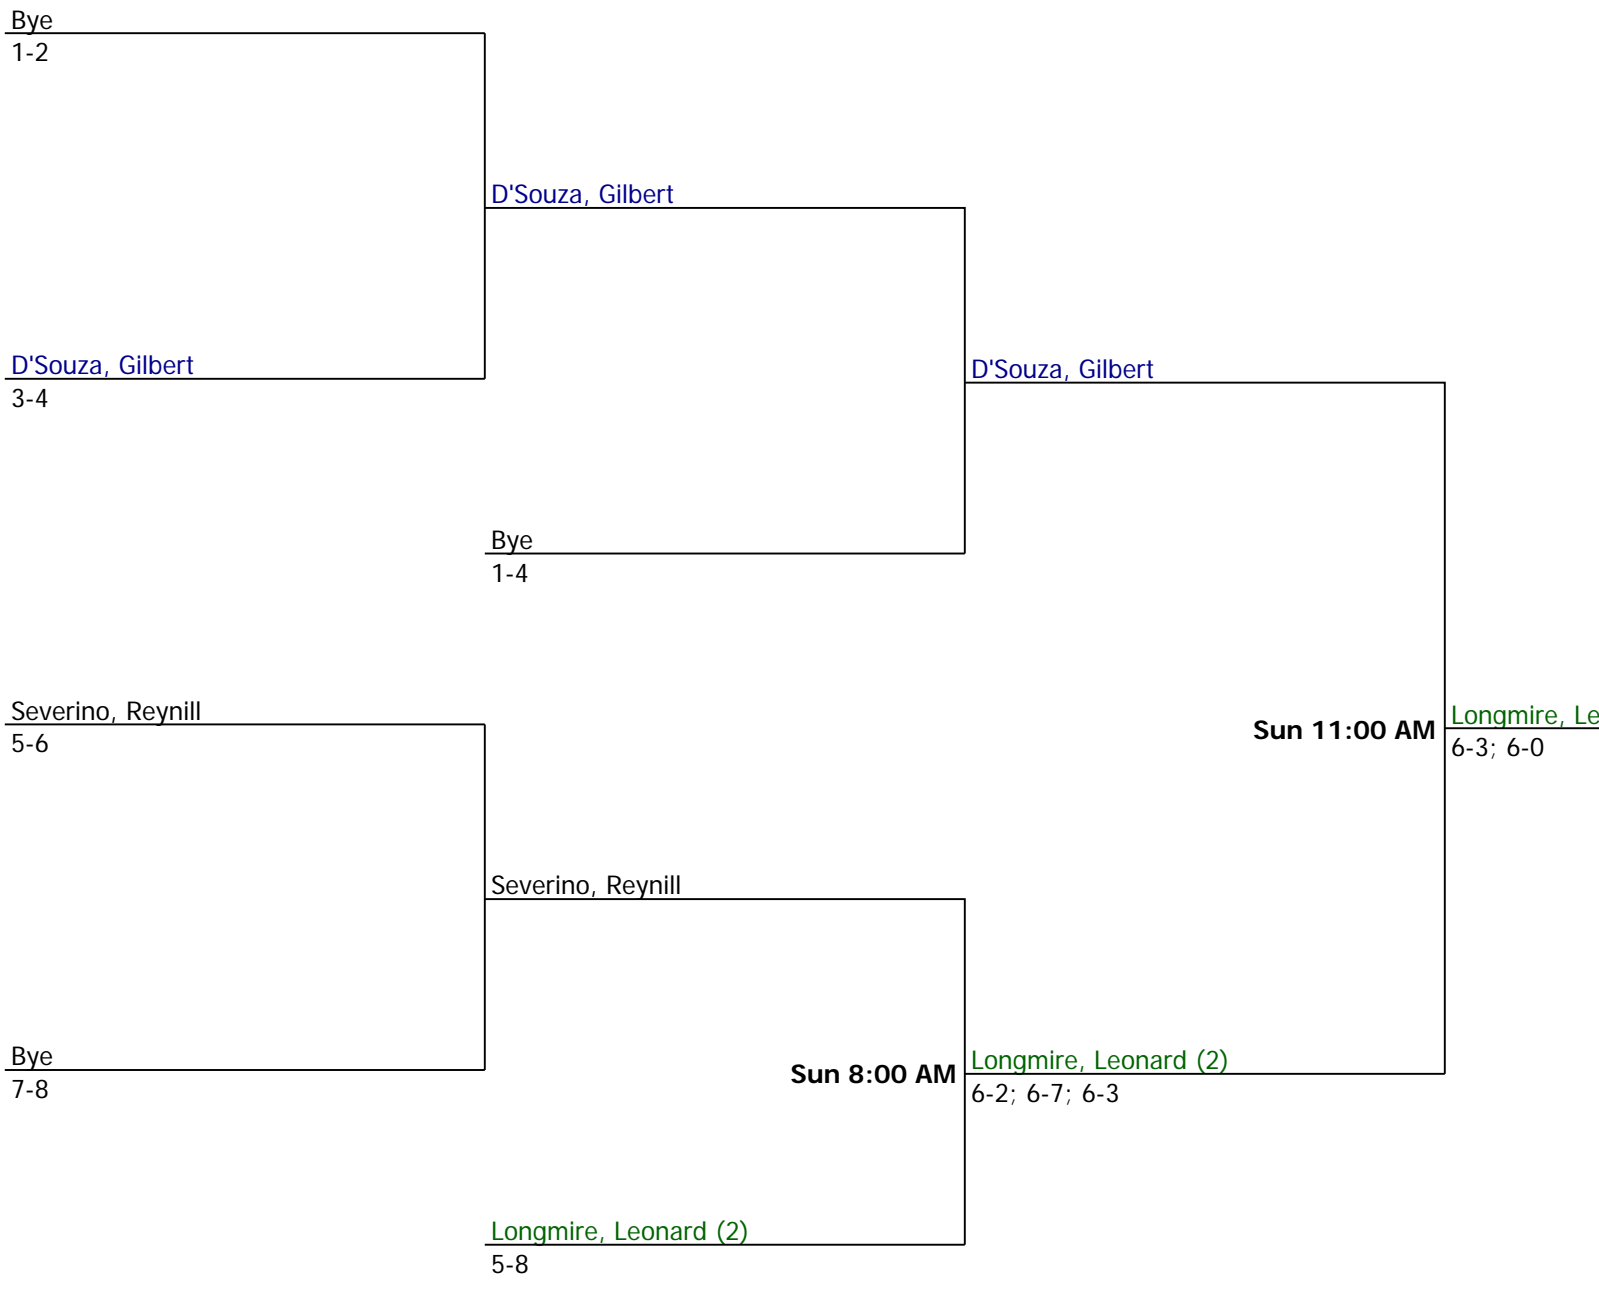 Bye
1-2
D'Souza, Gilbert
D'Souza, Gilbert
3-4
D'Souza, Gilbert
Bye
1-4
Severino, Reynill
5-6
Sun 11:00 AM
Longmire, Le
6-3; 6-0
Severino, Reynill
Bye
7-8
Sun 8:00 AM
Longmire, Leonard (2)
6-2; 6-7; 6-3
Longmire, Leonard (2)
5-8